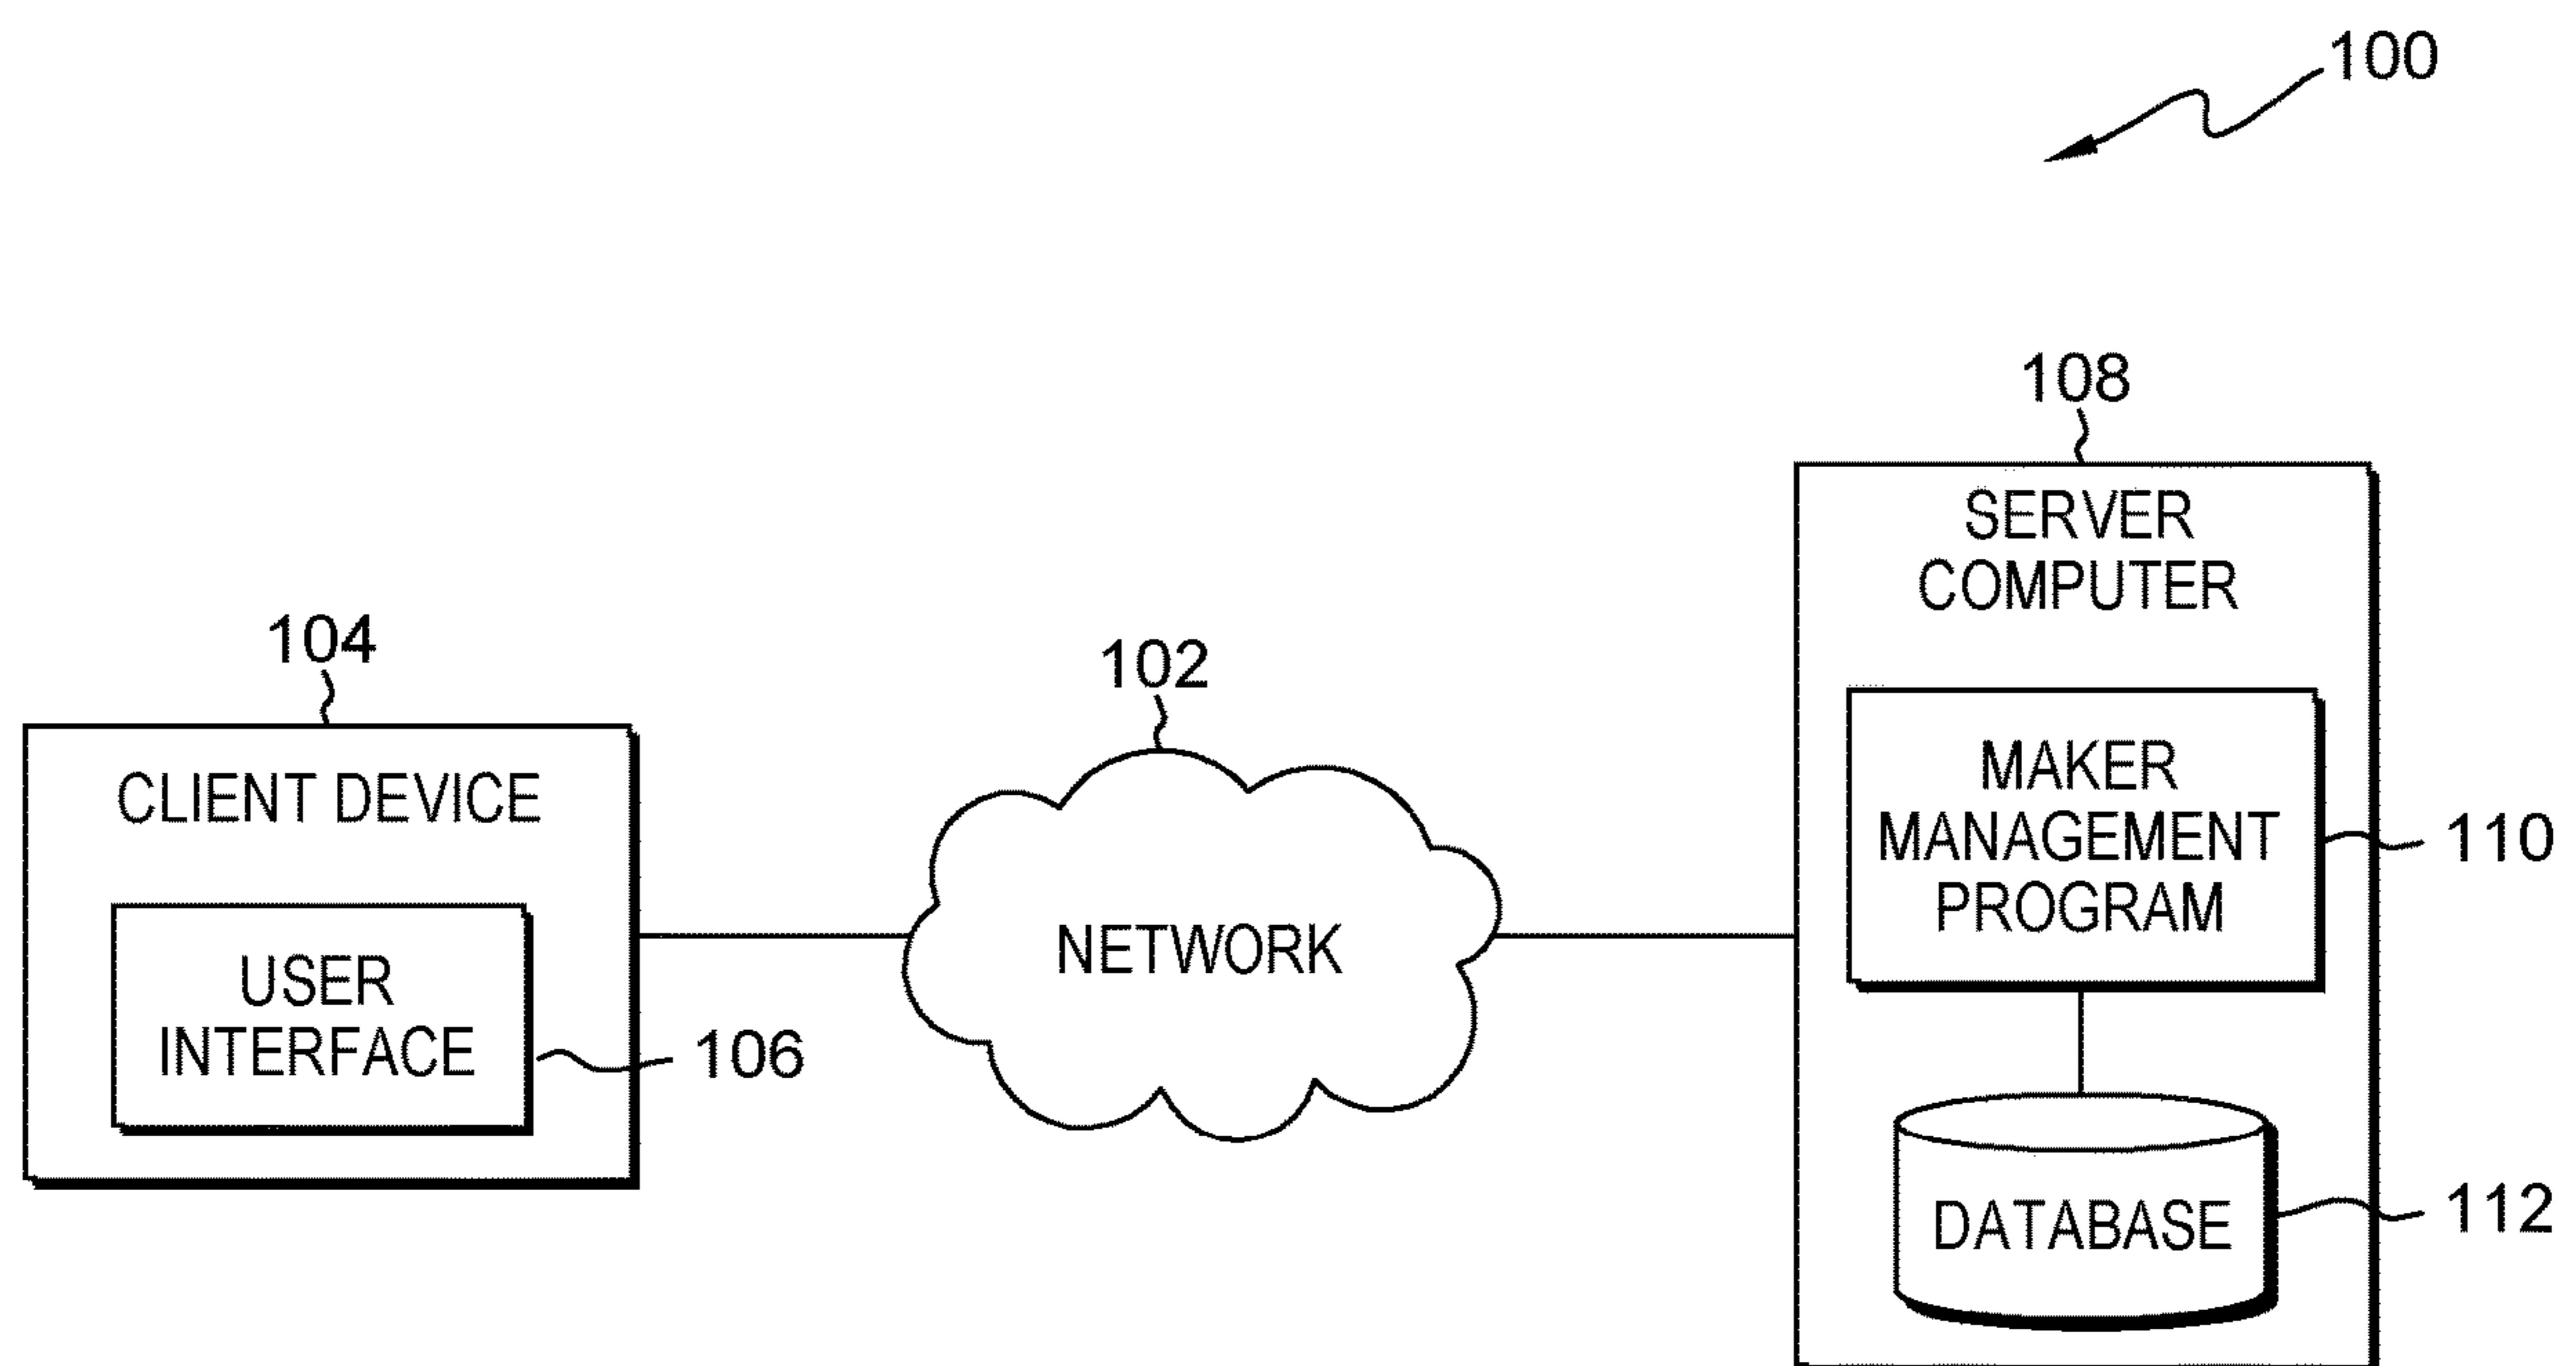 100
108
SERVER
COMPUTER
104
102
CLIENT DEVICE
MAKER
MANAGEMENT
PROGRAM
110
NETWORK
USER
INTERFACE
106
DATABASE
112